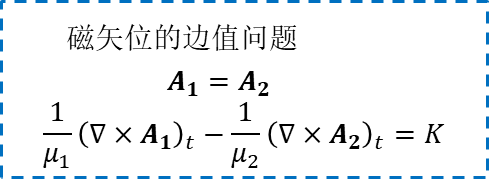 磁矢位的边值问题
A₁ = A₂
1/μ₁ (∇ × A₁)ₜ − 1/μ₂ (∇ × A₂)ₜ = K